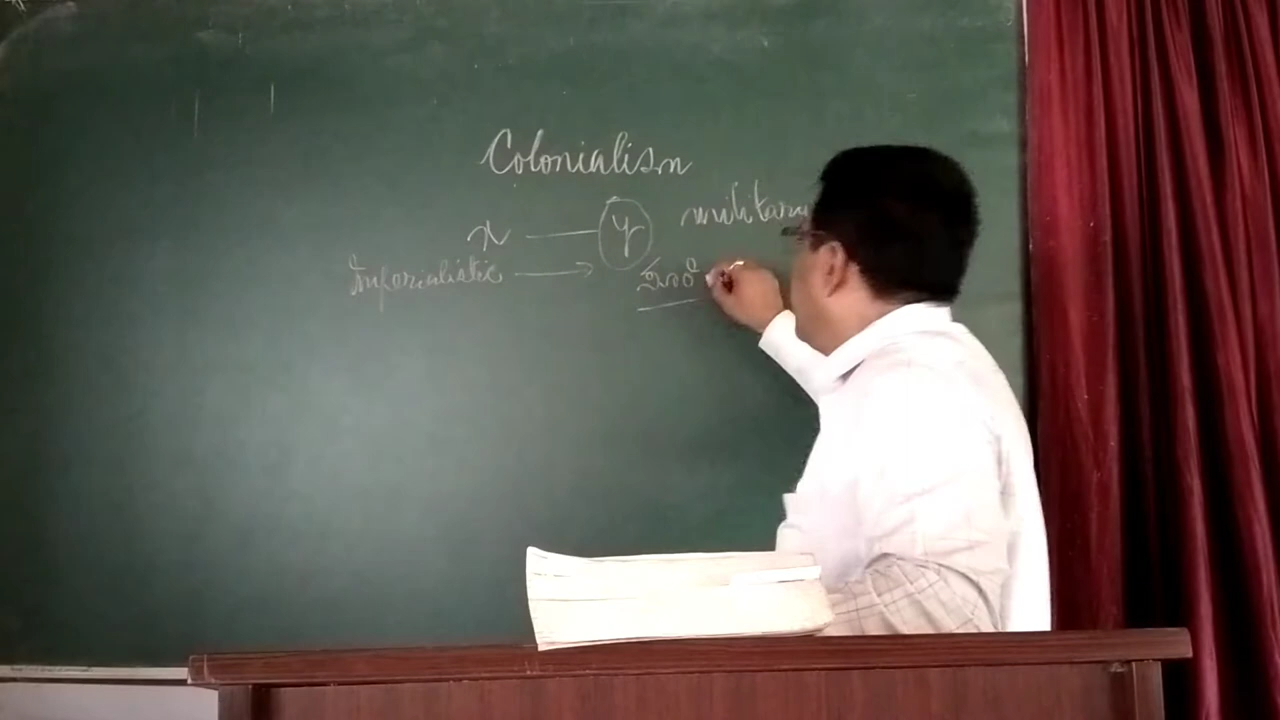 Colonialism
x — y military
Imperialistic →